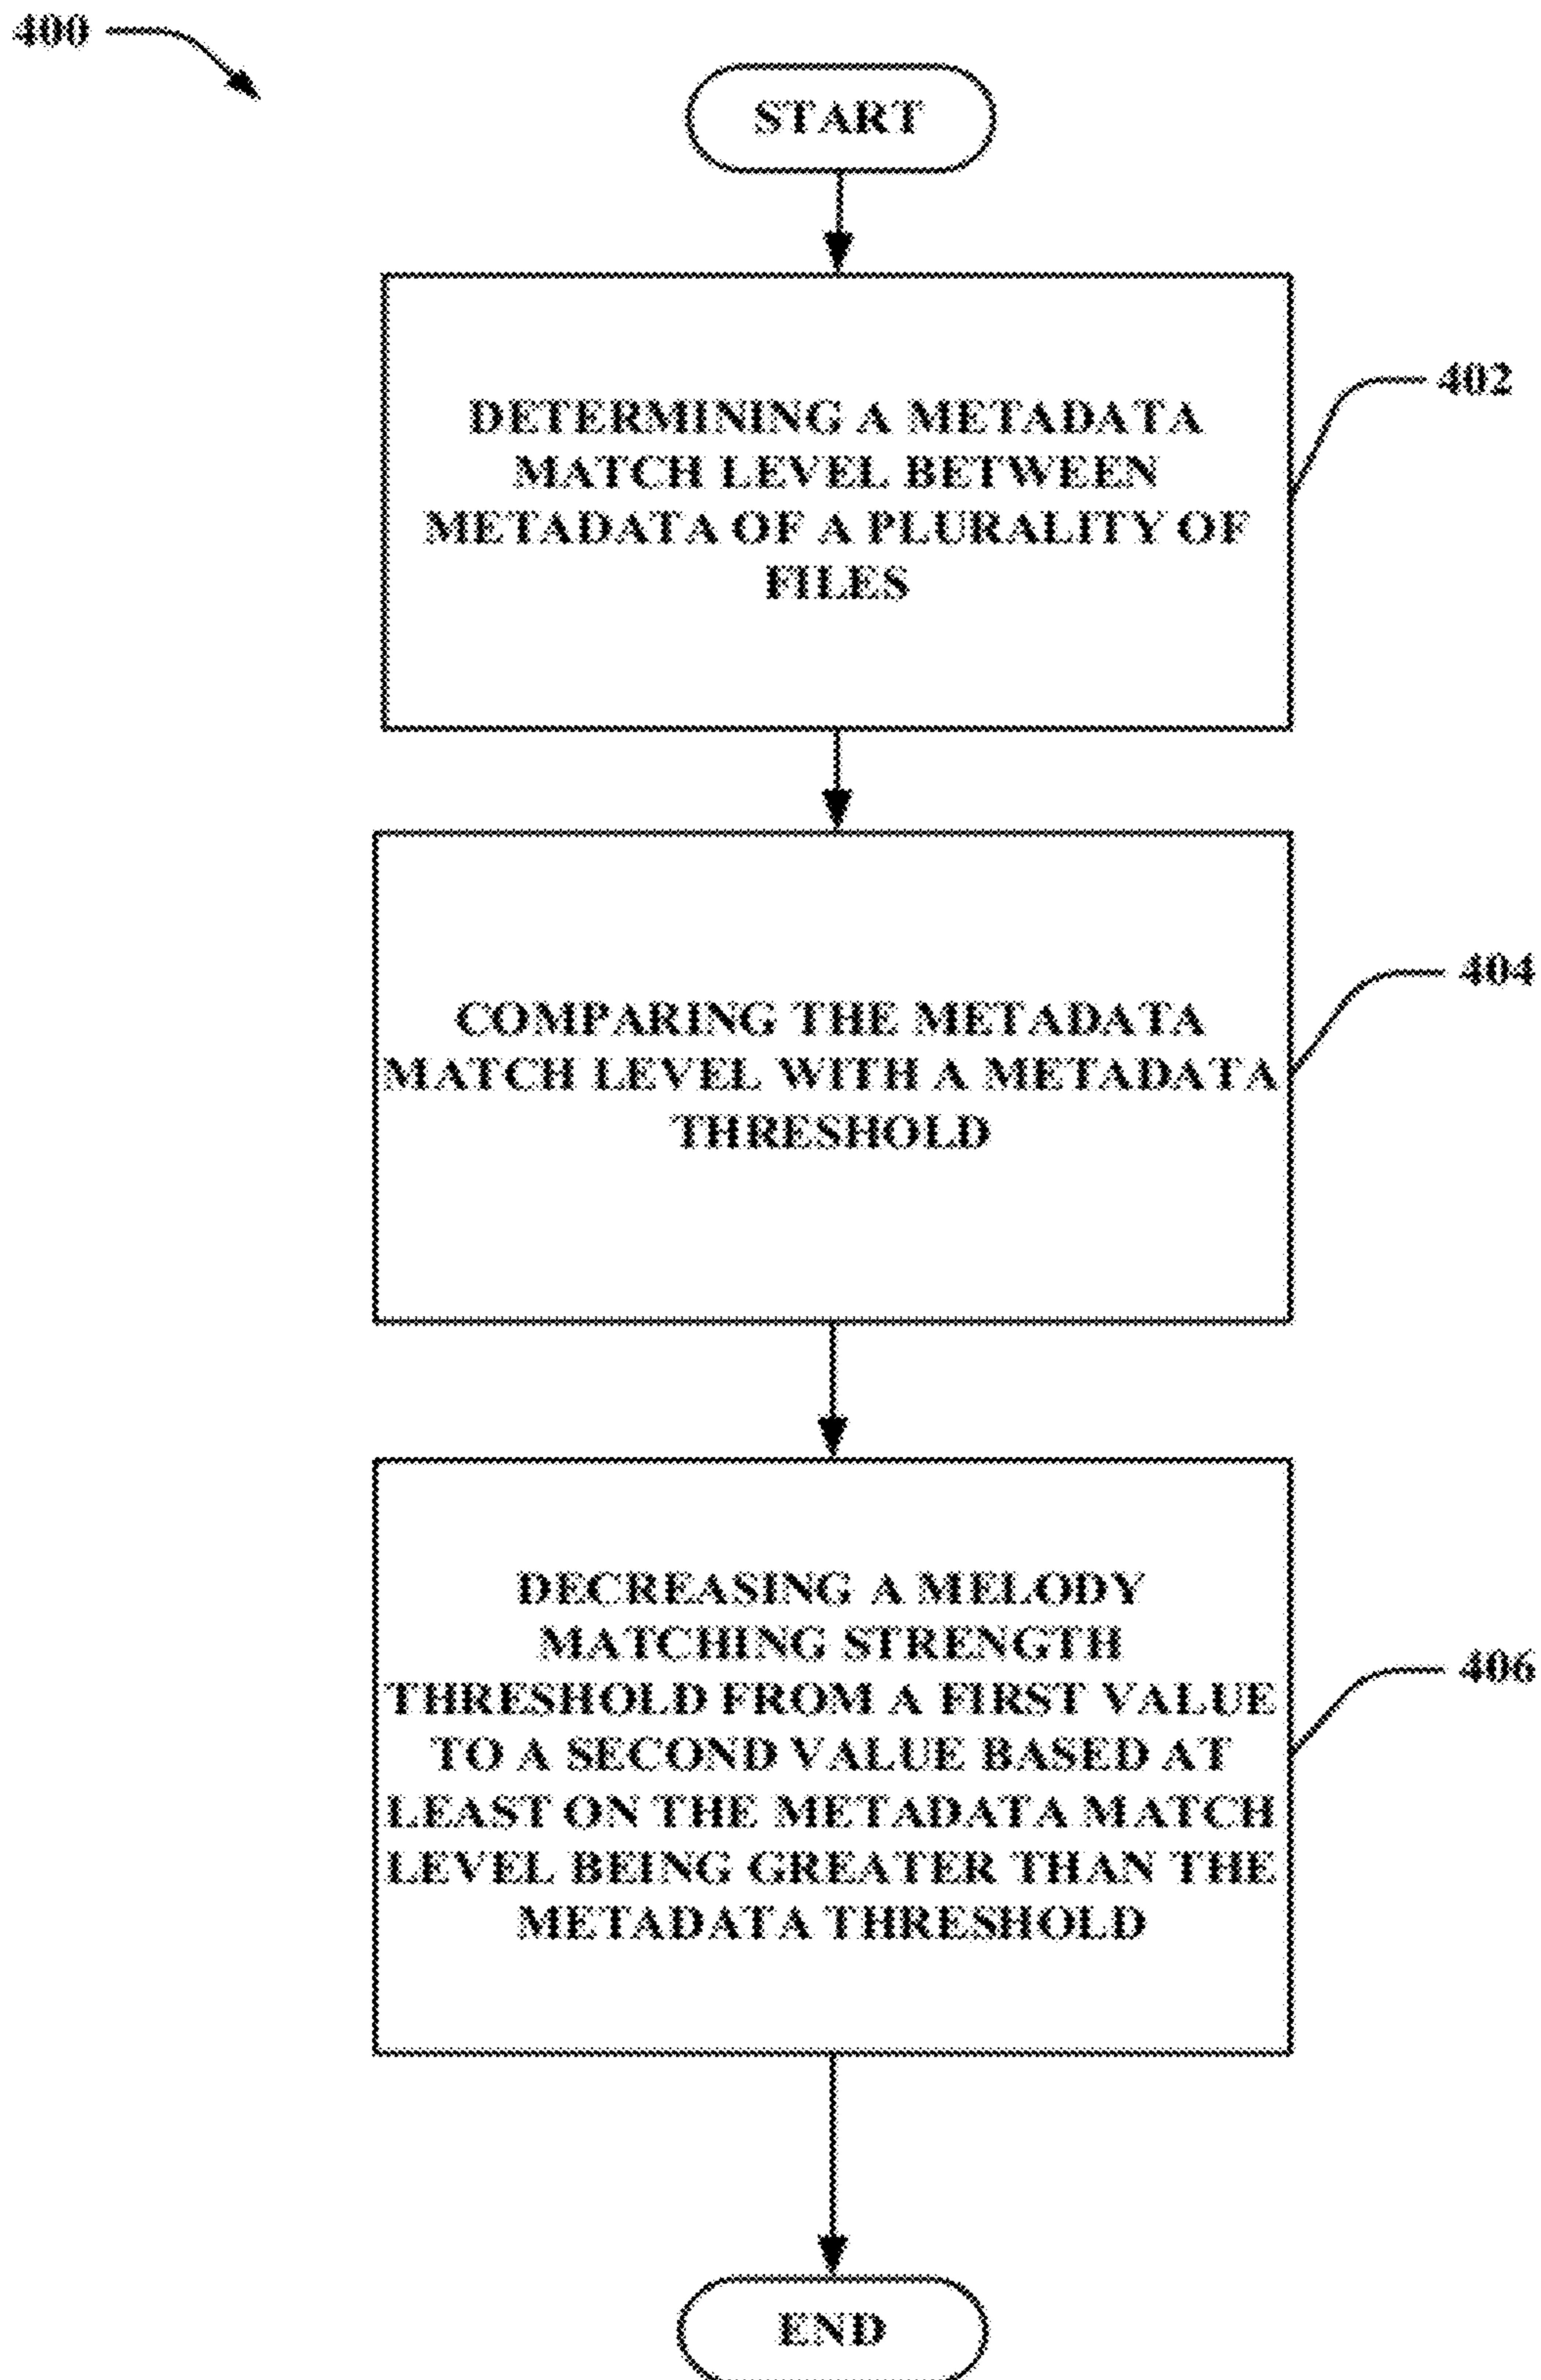 400
START
DETERMINING A METADATA
MATCH LEVEL BETWEEN
METADATA OF A PLURALITY OF
FILES
402
COMPARING THE METADATA
MATCH LEVEL WITH A METADATA
THRESHOLD
404
DECREASING A MELODY
MATCHING STRENGTH
THRESHOLD FROM A FIRST VALUE
TO A SECOND VALUE BASED AT
LEAST ON THE METADATA MATCH
LEVEL BEING GREATER THAN THE
METADATA THRESHOLD
406
END